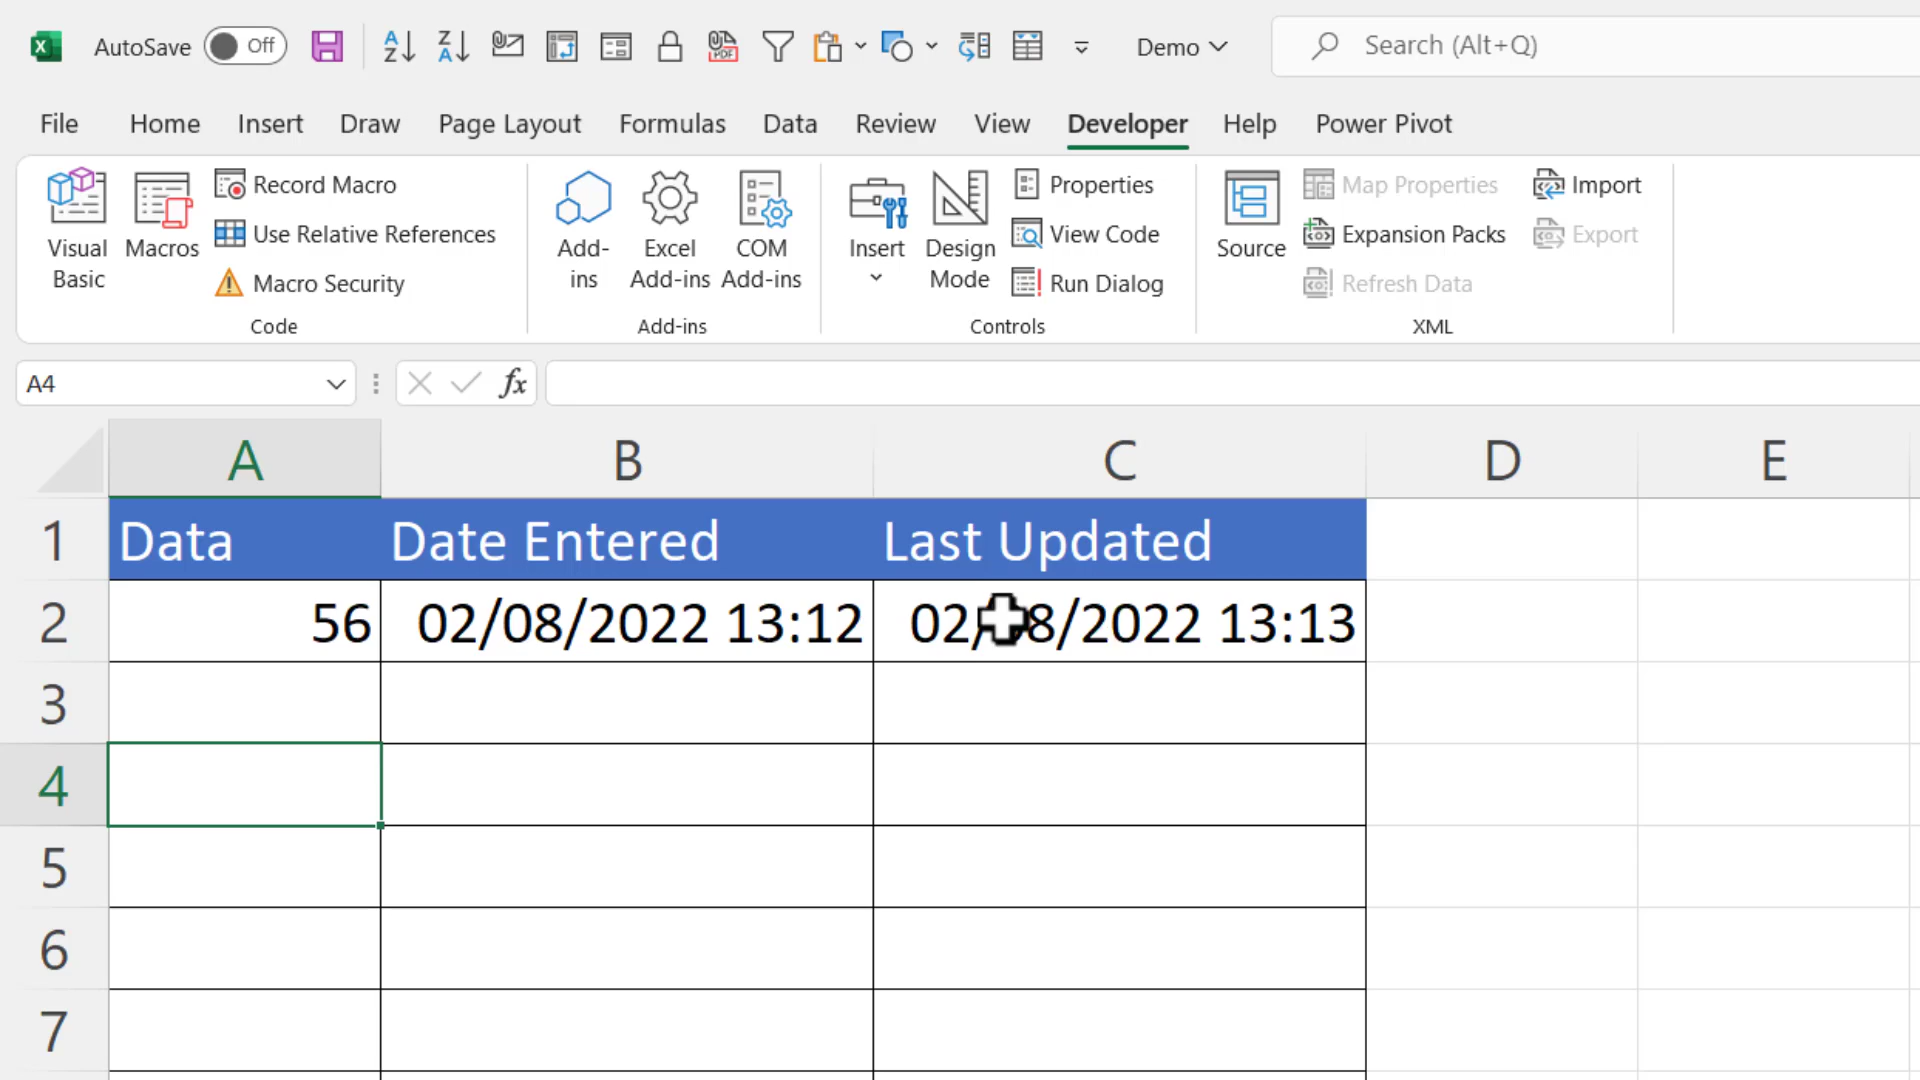 AutoSave Off Demo Search (Alt+Q)
File Home Insert Draw Page Layout Formulas Data Review View Developer Help Power Pivot
Visual Basic
Macros
Record Macro
Use Relative References
Macro Security
Code
Add-ins
Excel Add-ins
COM Add-ins
Add-ins
Insert
Design Mode
Properties
View Code
Run Dialog
Controls
Source
Map Properties
Expansion Packs
Refresh Data
Import
Export
XML
A4 fx
A B C D E
1 Data Date Entered Last Updated
2 56 02/08/2022 13:12 02/08/2022 13:13
3
4
5
6
7